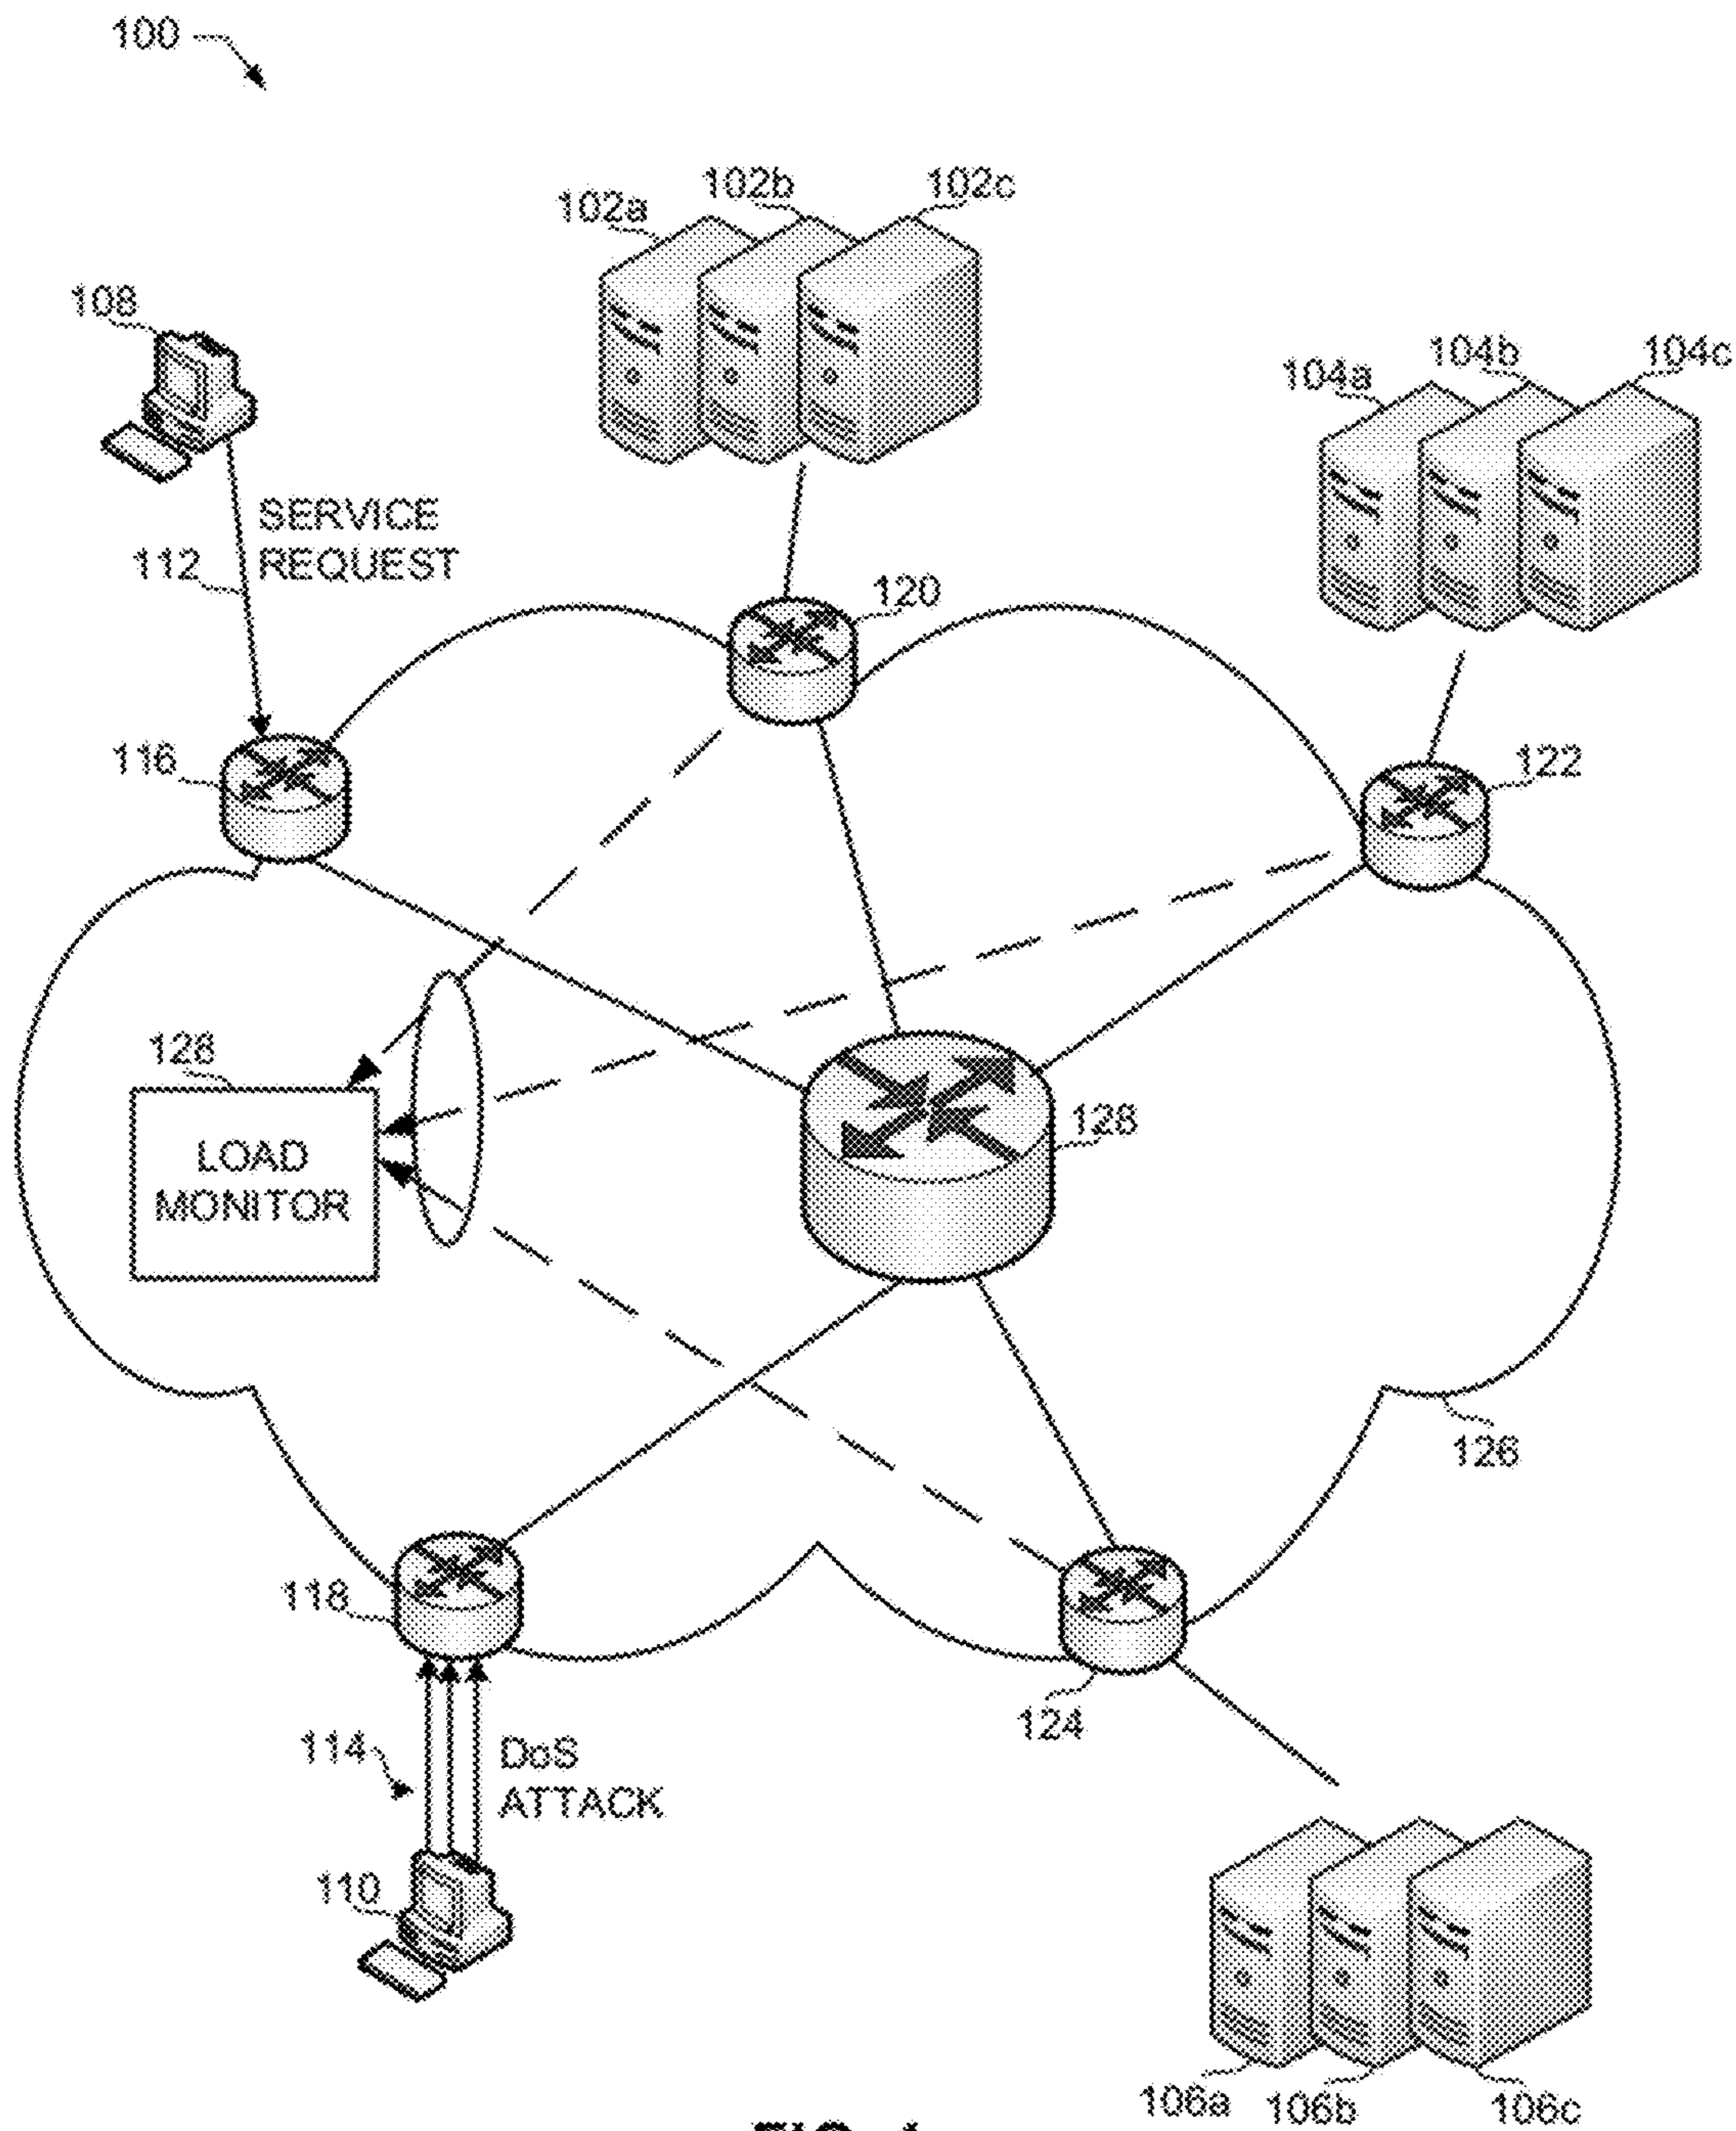 100
102a
102b
102c
108
104a
104b
104c
SERVICE
REQUEST
112
120
116
122
128
LOAD
MONITOR
128
126
118
124
114
DoS
ATTACK
110
106a
106b
106c